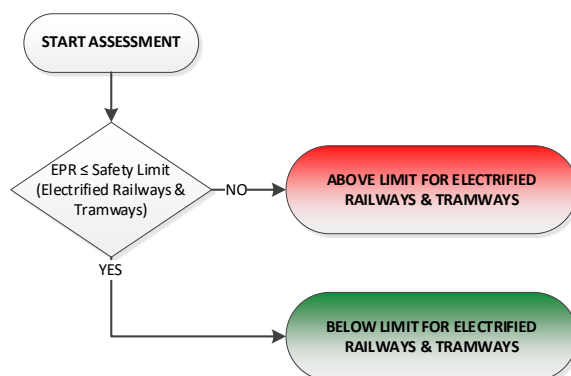 START ASSESSMENT
EPR ≤ Safety Limit
(Electrified Railways &
Tramways)
NO
ABOVE LIMIT FOR ELECTRIFIED
RAILWAYS & TRAMWAYS
YES
BELOW LIMIT FOR ELECTRIFIED
RAILWAYS & TRAMWAYS